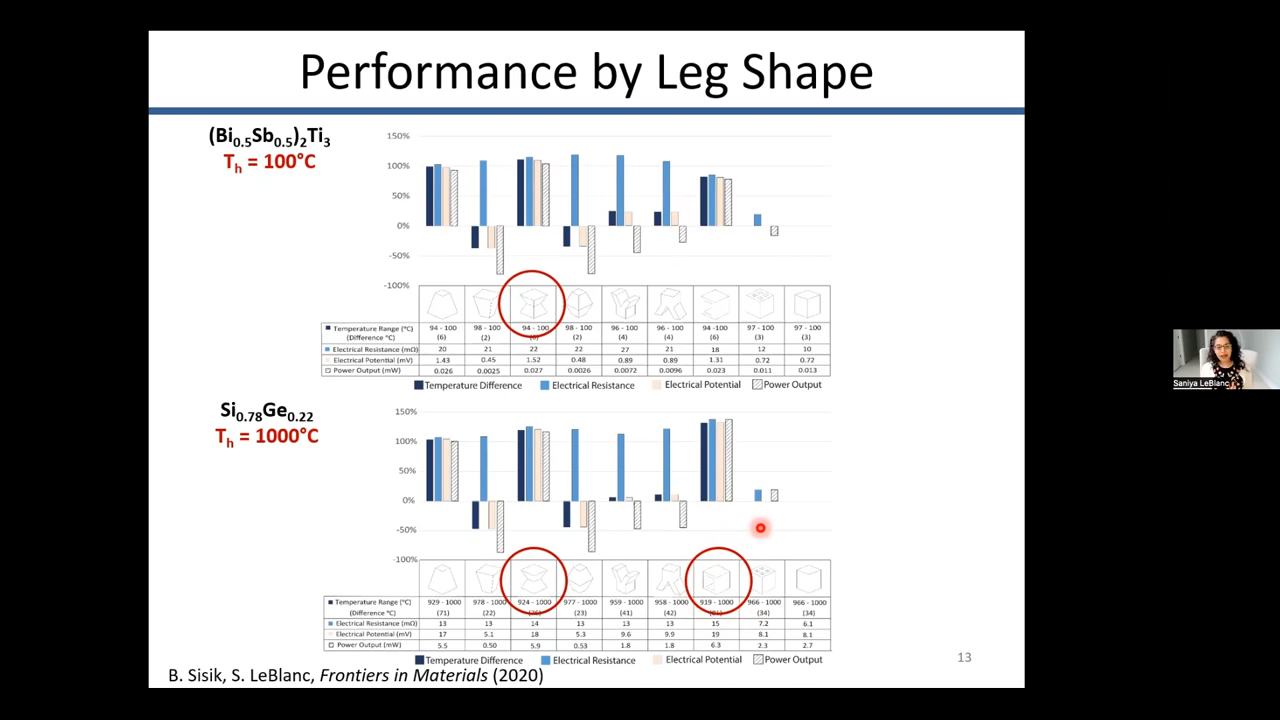 Performance by Leg Shape
(Bi0.5Sb0.5)2Ti3
Th = 100°C
150%
100%
50%
0%
-50%
-100%
Temperature Range (°C) 94 - 100 98 - 100 94 - 100 98 - 100 96 - 100 96 - 100 94 -100 97 - 100 97 - 100
(Difference °C) (6) (2) (2) (4) (4) (6) (3) (3)
Electrical Resistance (mΩ) 20 21 22 22 27 21 18 12 10
Electrical Potential (mV) 1.43 0.45 1.52 0.48 0.89 0.89 1.31 0.72 0.72
Power Output (mW) 0.026 0.0025 0.027 0.0026 0.0072 0.0096 0.023 0.011 0.013
Temperature Difference Electrical Resistance Electrical Potential Power Output
Si0.78Ge0.22
Th = 1000°C
150%
100%
50%
0%
-50%
-100%
Temperature Range (°C) 929 - 1000 978 - 1000 924 - 1000 977 - 1000 959 - 1000 958 - 1000 919 - 1000 966 - 1000 966 - 1000
(Difference °C) (71) (22) (23) (41) (42) (34) (34)
Electrical Resistance (mΩ) 13 13 14 13 13 13 15 7.2 6.1
Electrical Potential (mV) 17 5.1 18 5.3 9.6 9.9 19 8.1 8.1
Power Output (mW) 5.5 0.50 5.9 0.53 1.8 1.8 6.3 2.3 2.7
Temperature Difference Electrical Resistance Electrical Potential Power Output
B. Sisik, S. LeBlanc, Frontiers in Materials (2020)
13
Saniya LeBlanc